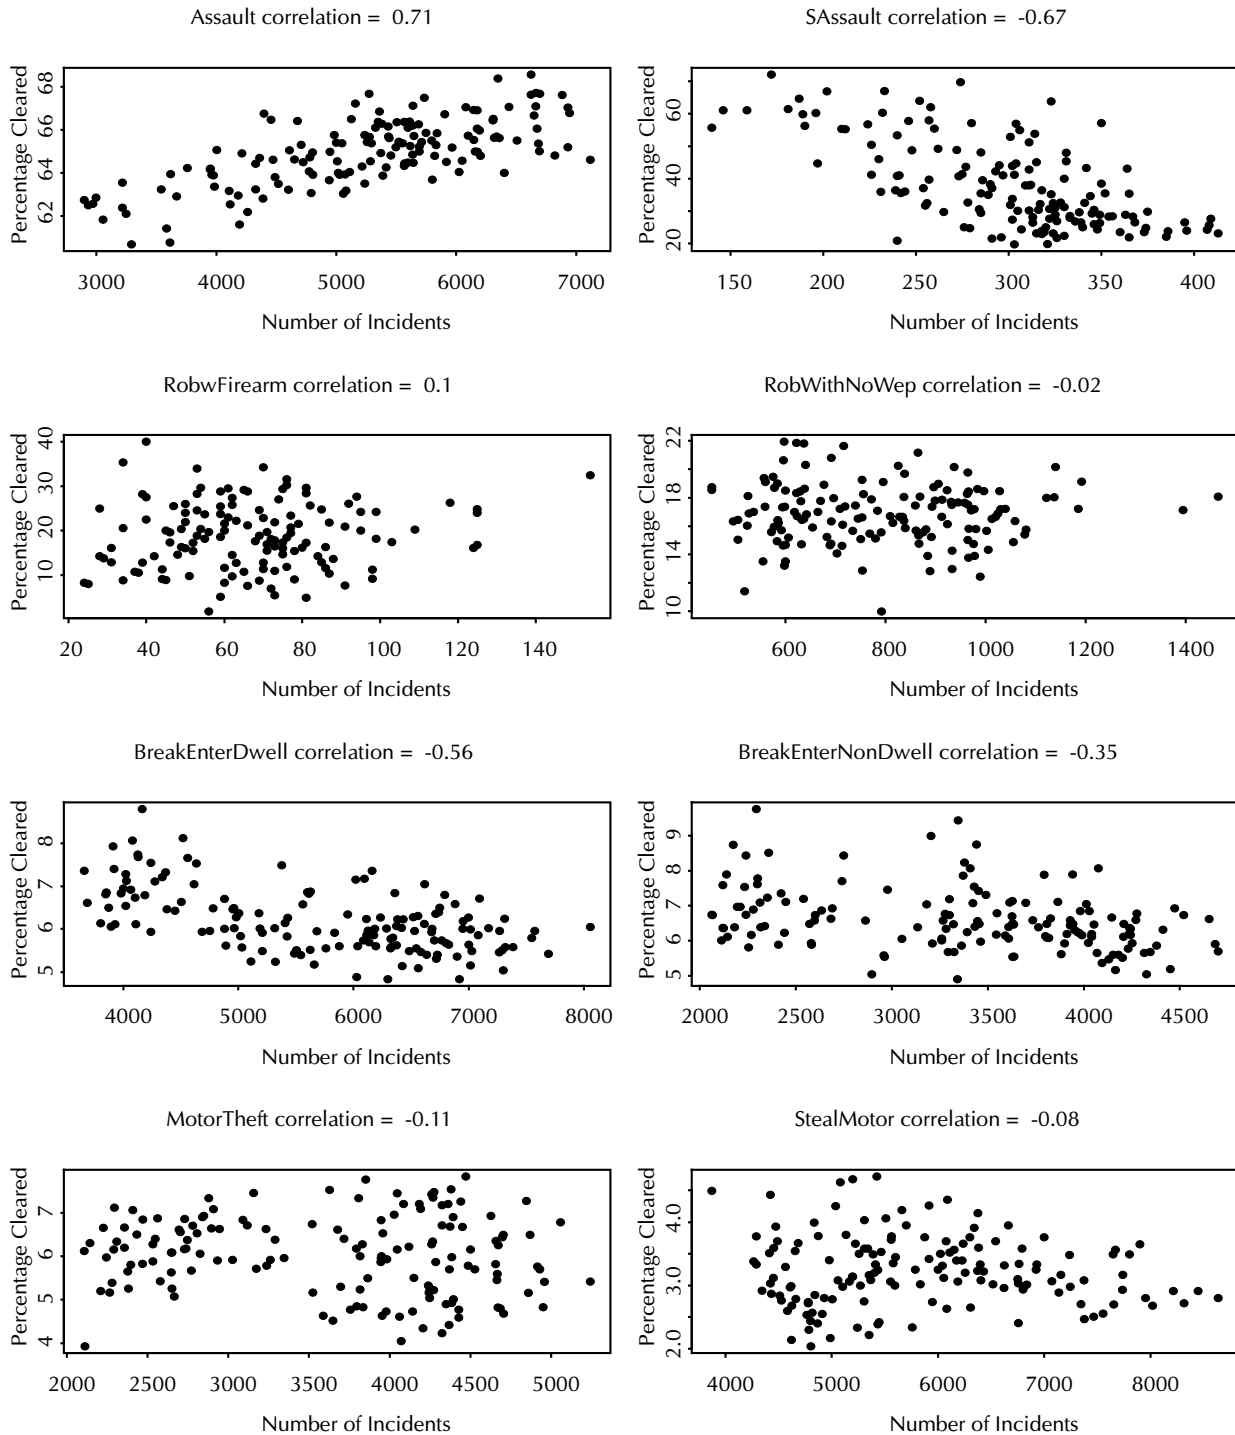 Assault correlation =  0.71
Percentage Cleared
62 64 66 68
3000 4000 5000 6000 7000
Number of Incidents
SAssault correlation =  -0.67
Percentage Cleared
20 40 60
150 200 250 300 350 400
Number of Incidents
RobwFirearm correlation =  0.1
Percentage Cleared
10 20 30 40
20 40 60 80 100 120 140
Number of Incidents
RobWithNoWep correlation =  -0.02
Percentage Cleared
10 14 18 22
600 800 1000 1200 1400
Number of Incidents
BreakEnterDwell correlation =  -0.56
Percentage Cleared
5 6 7 8
4000 5000 6000 7000 8000
Number of Incidents
BreakEnterNonDwell correlation =  -0.35
Percentage Cleared
5 6 7 8 9
2000 2500 3000 3500 4000 4500
Number of Incidents
MotorTheft correlation =  -0.11
Percentage Cleared
4 5 6 7
2000 2500 3000 3500 4000 4500 5000
Number of Incidents
StealMotor correlation =  -0.08
Percentage Cleared
2.0 3.0 4.0
4000 5000 6000 7000 8000
Number of Incidents